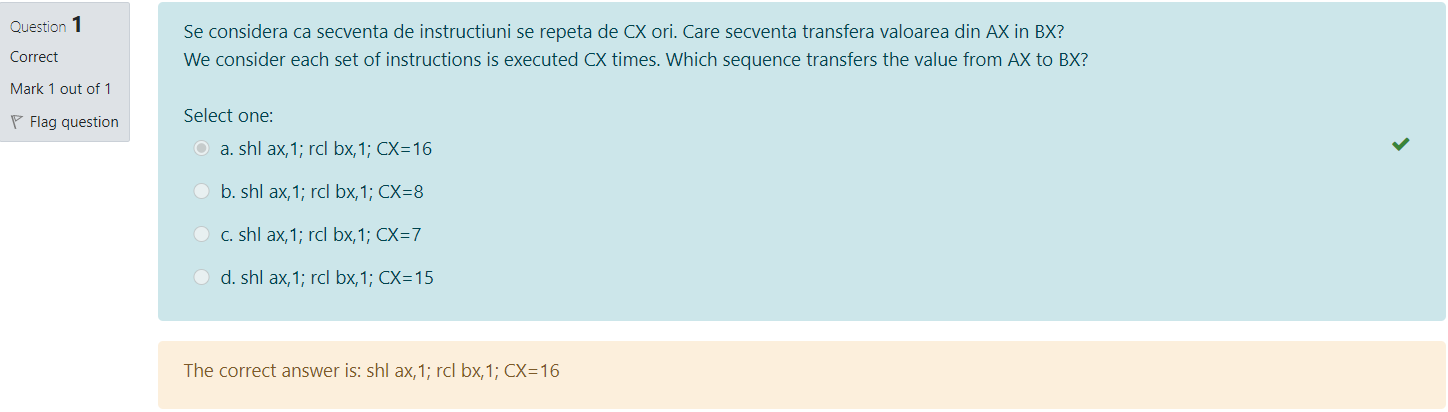 Question 1
Correct
Mark 1 out of 1
Flag question
Se considera ca secventa de instructiuni se repeta de CX ori. Care secventa transfera valoarea din AX in BX?
We consider each set of instructions is executed CX times. Which sequence transfers the value from AX to BX?
Select one:
a. shl ax,1; rcl bx,1; CX=16
b. shl ax,1; rcl bx,1; CX=8
c. shl ax,1; rcl bx,1; CX=7
d. shl ax,1; rcl bx,1; CX=15
The correct answer is: shl ax,1; rcl bx,1; CX=16